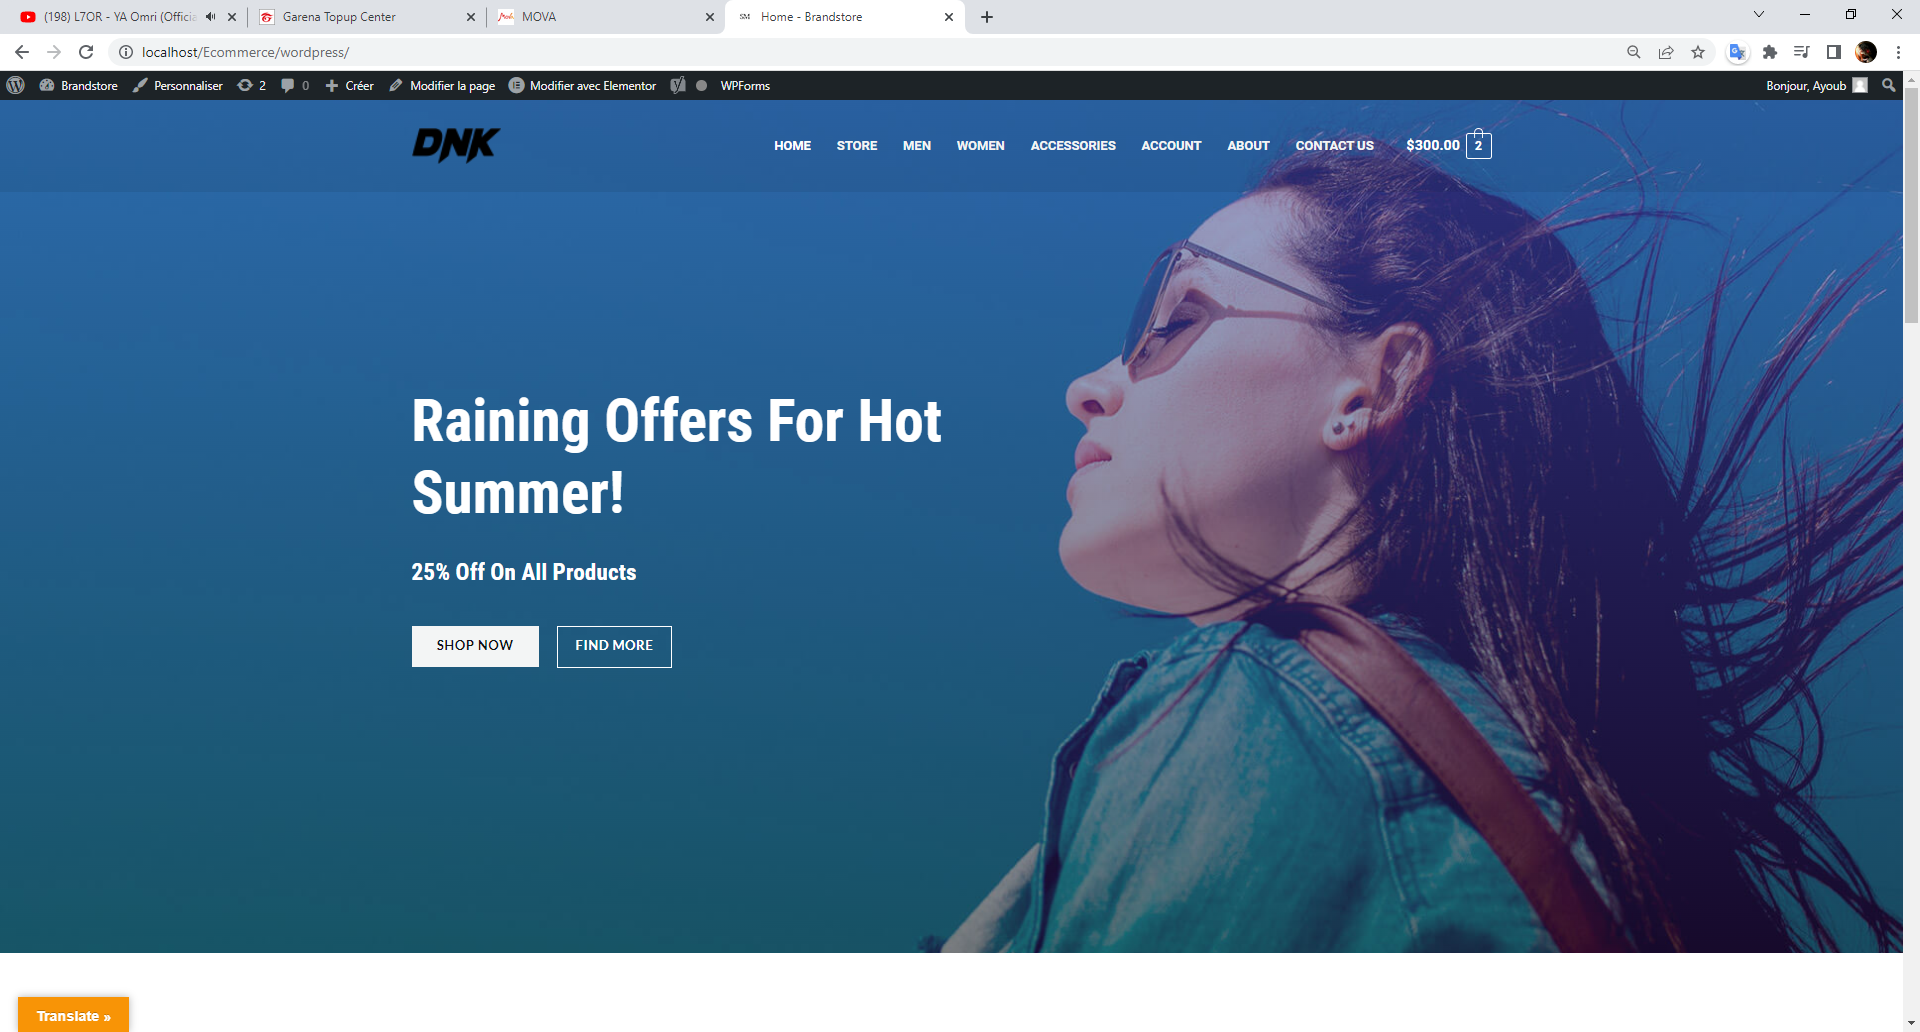 (198) L7OR - YA Omri (Officia
Garena Topup Center
MOVA
SM Home - Brandstore
localhost/Ecommerce/wordpress/
Brandstore Personnaliser 2 0 Créer Modifier la page Modifier avec Elementor WPForms Bonjour, Ayoub
DNK
HOME STORE MEN WOMEN ACCESSORIES ACCOUNT ABOUT CONTACT US $300.00 2
Raining Offers For Hot
Summer!
25% Off On All Products
SHOP NOW FIND MORE
Translate »